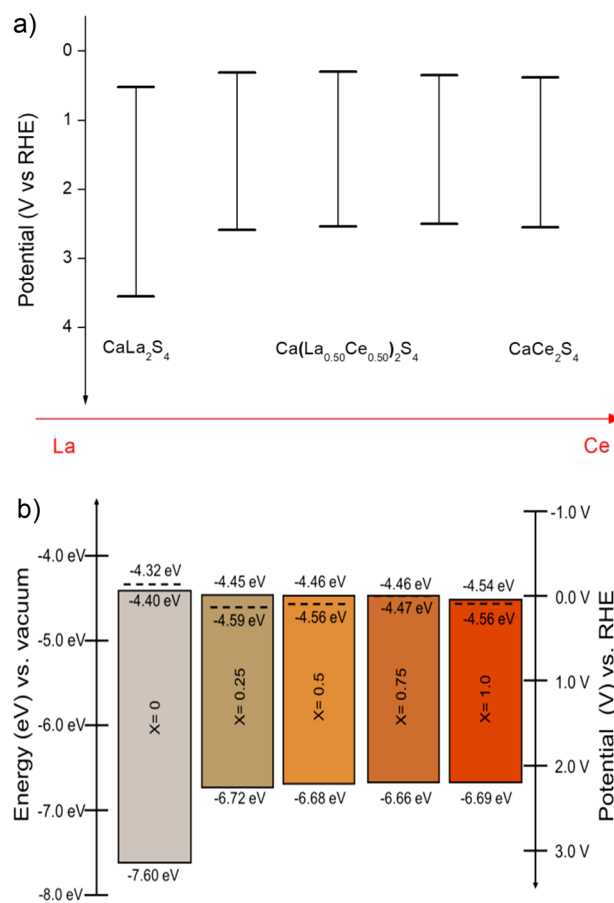 a)
Potential (V vs RHE)
0
1
2
3
4
CaLa₂S₄
Ca(La₀.₅₀Ce₀.₅₀)₂S₄
CaCe₂S₄
La
Ce
b)
Energy (eV) vs. vacuum
-4.0 eV
-5.0 eV
-6.0 eV
-7.0 eV
-8.0 eV
-4.32 eV
-4.40 eV
X= 0
-7.60 eV
-4.45 eV
-4.59 eV
X= 0.25
-6.72 eV
-4.46 eV
-4.56 eV
X= 0.5
-6.68 eV
-4.46 eV
-4.47 eV
X= 0.75
-6.66 eV
-4.54 eV
-4.56 eV
X= 1.0
-6.69 eV
-1.0 V
0.0 V
1.0 V
2.0 V
3.0 V
Potential (V) vs. RHE